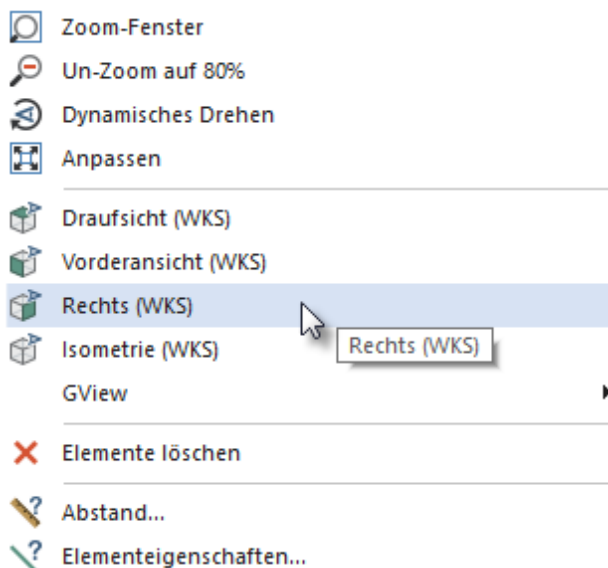 Zoom-Fenster
Un-Zoom auf 80%
Dynamisches Drehen
Anpassen
Draufsicht (WKS)
Vorderansicht (WKS)
Rechts (WKS)
Rechts (WKS)
Isometrie (WKS)
GView
Elemente löschen
Abstand...
Elementeigenschaften...